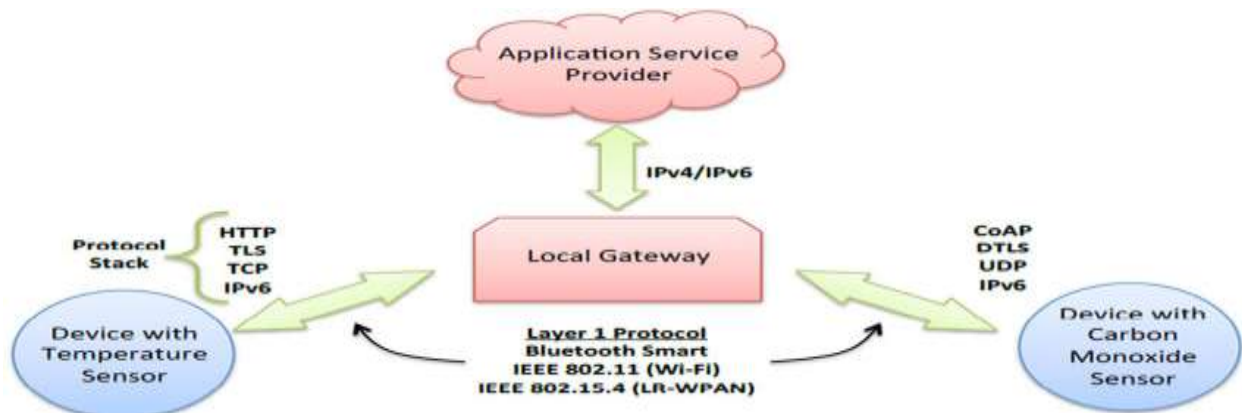 Application Service
Provider
IPv4/IPv6
Protocol
Stack
HTTP
TLS
TCP
IPv6
Local Gateway
CoAP
DTLS
UDP
IPv6
Device with
Temperature
Sensor
Layer 1 Protocol
Bluetooth Smart
IEEE 802.11 (Wi-Fi)
IEEE 802.15.4 (LR-WPAN)
Device with
Carbon
Monoxide
Sensor